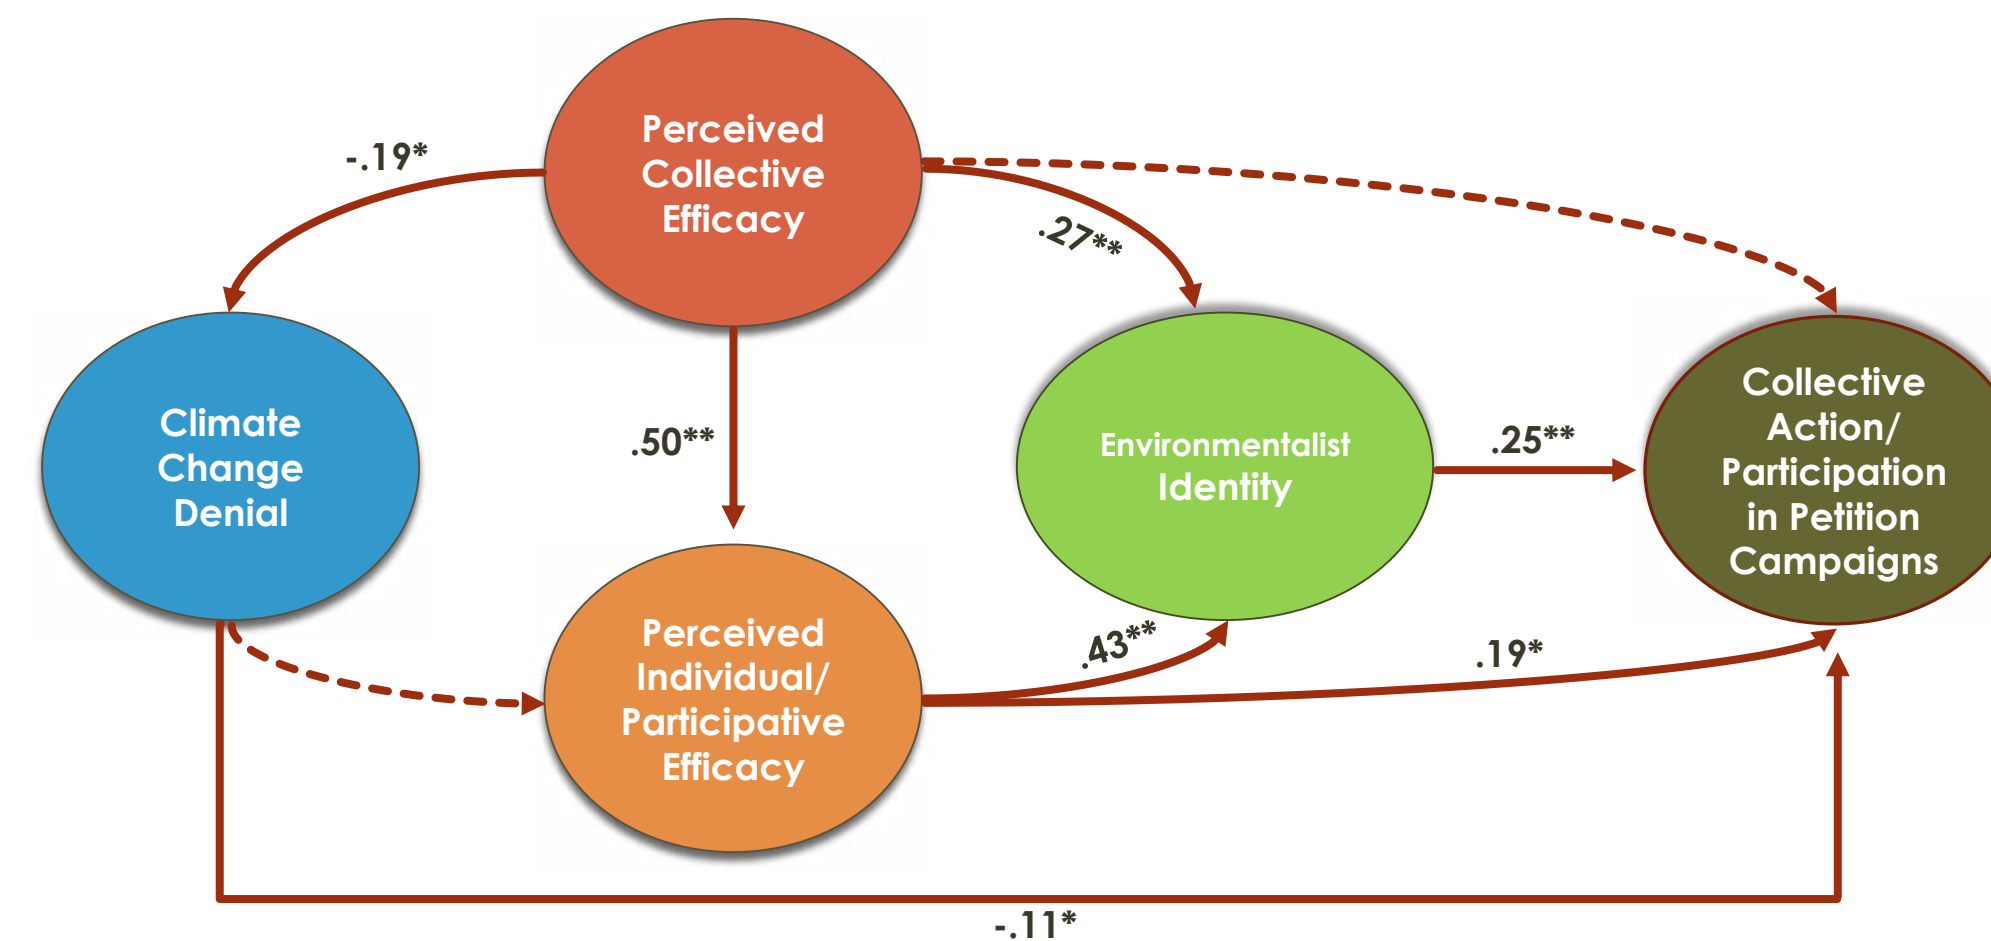 Perceived
Collective
Efficacy
-.19*
.27**
Climate
Change
Denial
.50**
Environmentalist
Identity
.25**
Collective
Action/
Participation
in Petition
Campaigns
Perceived
Individual/
Participative
Efficacy
.43**
.19*
-.11*